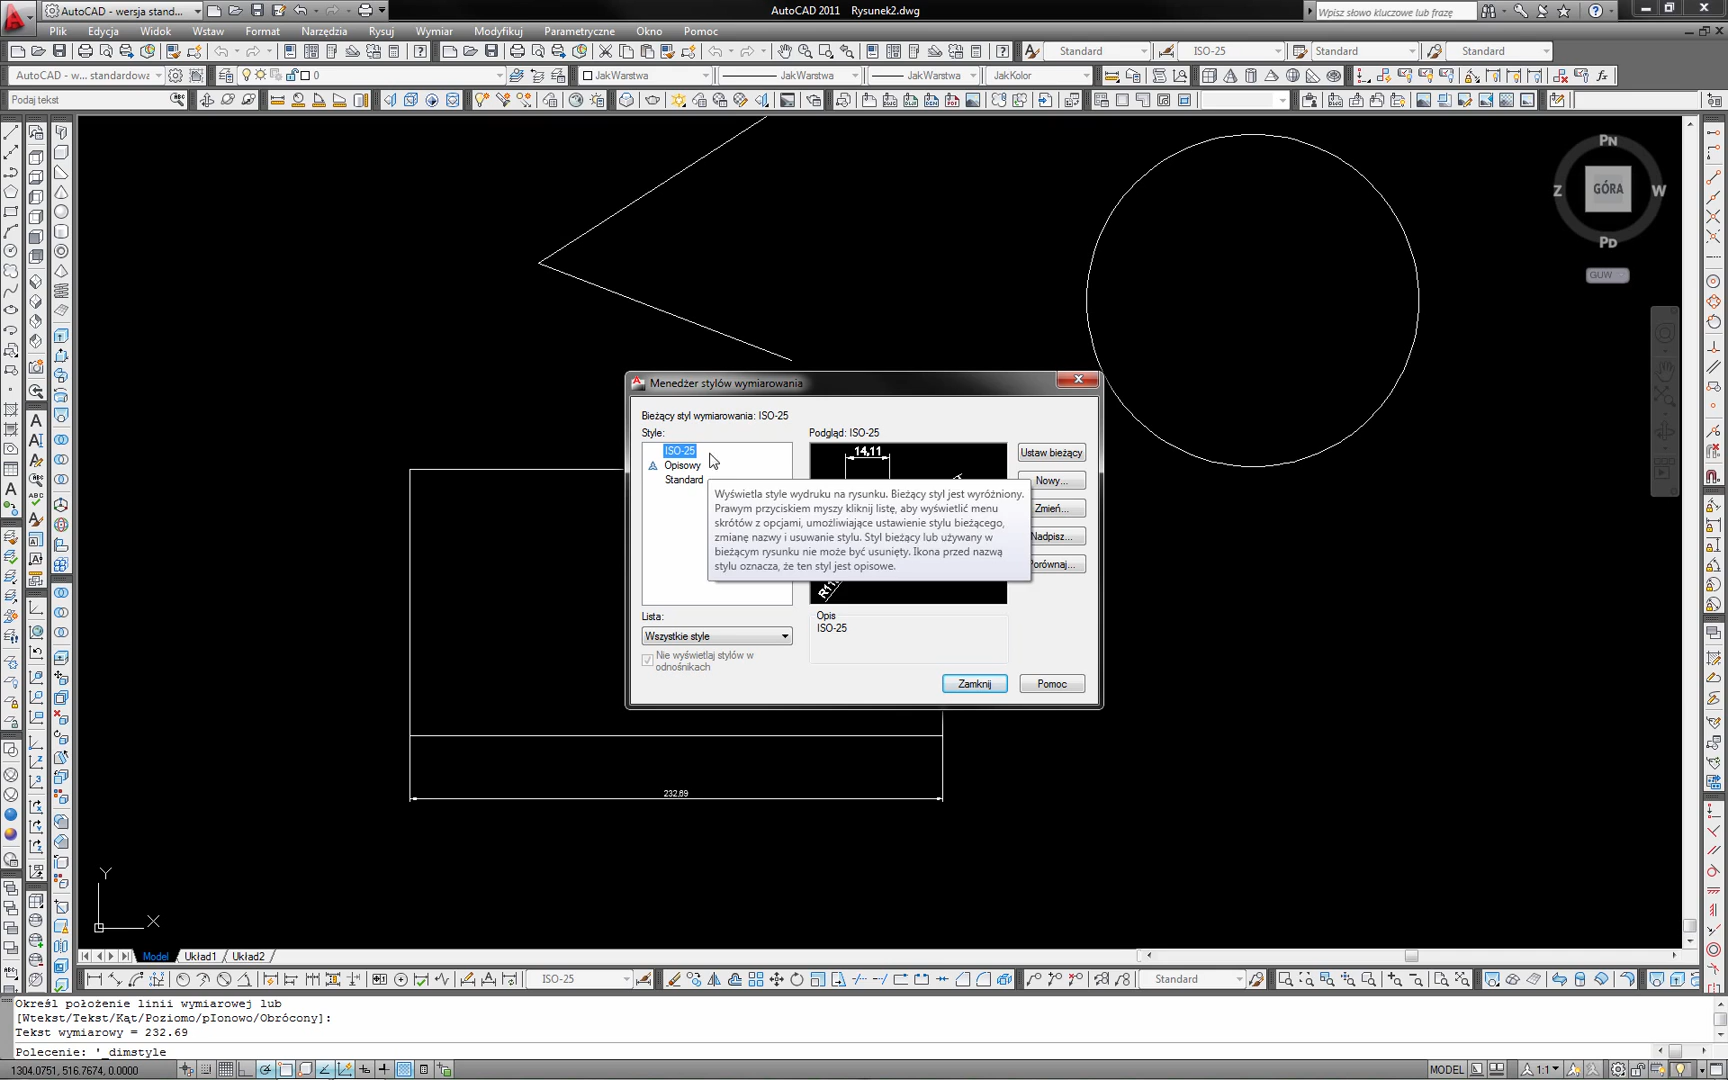 AutoCAD - wersja stand...
AutoCAD 2011 Rysunek2.dwg
Wpisz słowo kluczowe lub frazę
Plik Edycja Widok Wstaw Format Narzędzia Rysuj Wymiar Modyfikuj Parametryczne Okno Pomoc
Standard ISO-25 Standard Standard
AutoCAD - w... standardowa
0
JakWarstwa JakWarstwa JakWarstwa JakKolor
Podaj tekst
PN
Z GÓRA W
PD
GUW
Menedżer stylów wymiarowania
Bieżący styl wymiarowania: ISO-25
Style:
Podgląd: ISO-25
ISO-25
Opisowy
Standard
14,11
Ustaw bieżący
Nowy...
Zmień...
Nadpisz...
Porównaj...
Wyświetla style wydruku na rysunku. Bieżący styl jest wyróżniony.
Prawym przyciskiem myszy kliknij listę, aby wyświetlić menu
skrótów z opcjami, umożliwiające ustawienie stylu bieżącego,
zmianę nazwy i usuwanie stylu. Styl bieżący lub używany w
bieżącym rysunku nie może być usunięty. Ikona przed nazwą
stylu oznacza, że ten styl jest opisowe.
Lista:
Wszystkie style
Nie wyświetlaj stylów w
odnośnikach
Opis
ISO-25
Zamknij
Pomoc
232,69
Y
X
Model Układ1 Układ2
ISO-25
Standard
Określ położenie linii wymiarowej lub
[Wtekst/Tekst/Kąt/Poziomo/pIonowo/Obrócony]:
Tekst wymiarowy = 232.69
Polecenie: '_dimstyle
1304.0751, 516.7674, 0.0000
MODEL
1:1